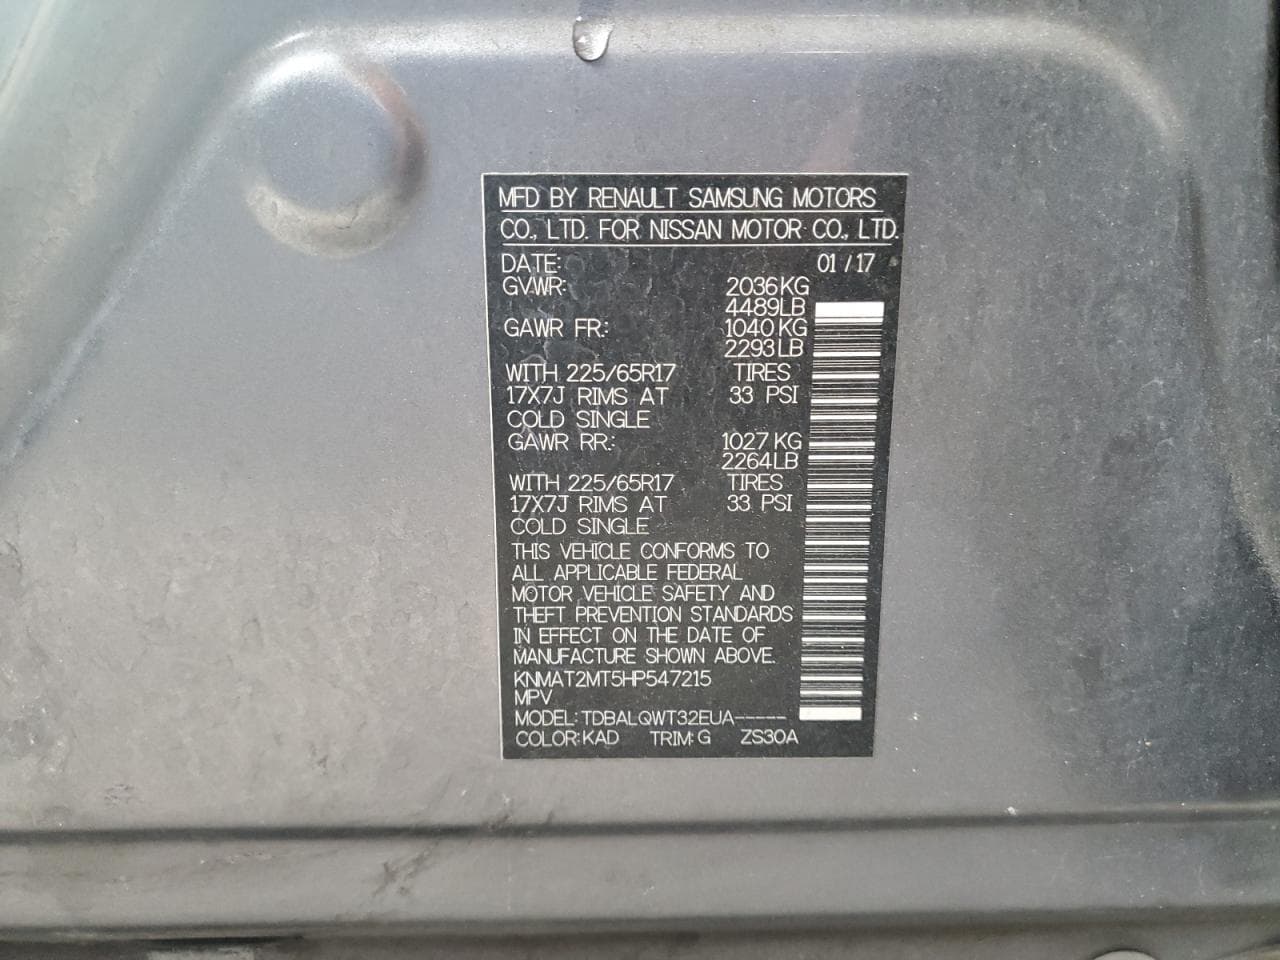 MFD BY RENAULT SAMSUNG MOTORS
CO., LTD. FOR NISSAN MOTOR CO., LTD.
DATE: 01/17
GVWR: 2036KG
4489LB
GAWR FR.: 1040KG
2293LB
WITH 225/65R17 TIRES
17X7J RIMS AT 33 PSI
COLD SINGLE
GAWR RR.: 1027KG
2264LB
WITH 225/65R17 TIRES
17X7J RIMS AT 33 PSI
COLD SINGLE
THIS VEHICLE CONFORMS TO
ALL APPLICABLE FEDERAL
MOTOR VEHICLE SAFETY AND
THEFT PREVENTION STANDARDS
IN EFFECT ON THE DATE OF
MANUFACTURE SHOWN ABOVE.
KNMAT2MT5HP547215
MPV
MODEL: TDBALQWT32EUA-----
COLOR: KAD TRIM: G ZS30A